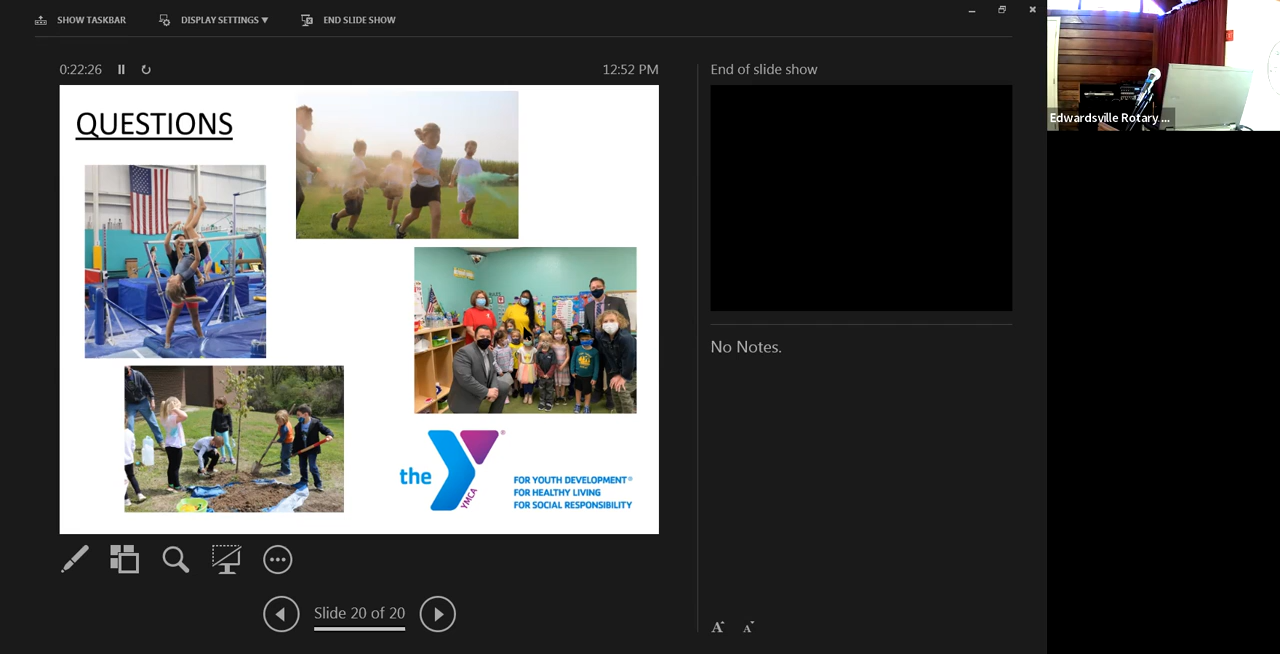 SHOW TASKBAR
DISPLAY SETTINGS ▼
END SLIDE SHOW
0:22:26
12:52 PM
End of slide show
QUESTIONS
the
YMCA
FOR YOUTH DEVELOPMENT®
FOR HEALTHY LIVING
FOR SOCIAL RESPONSIBILITY
No Notes.
Slide 20 of 20
A
A
Edwardsville Rotary ...